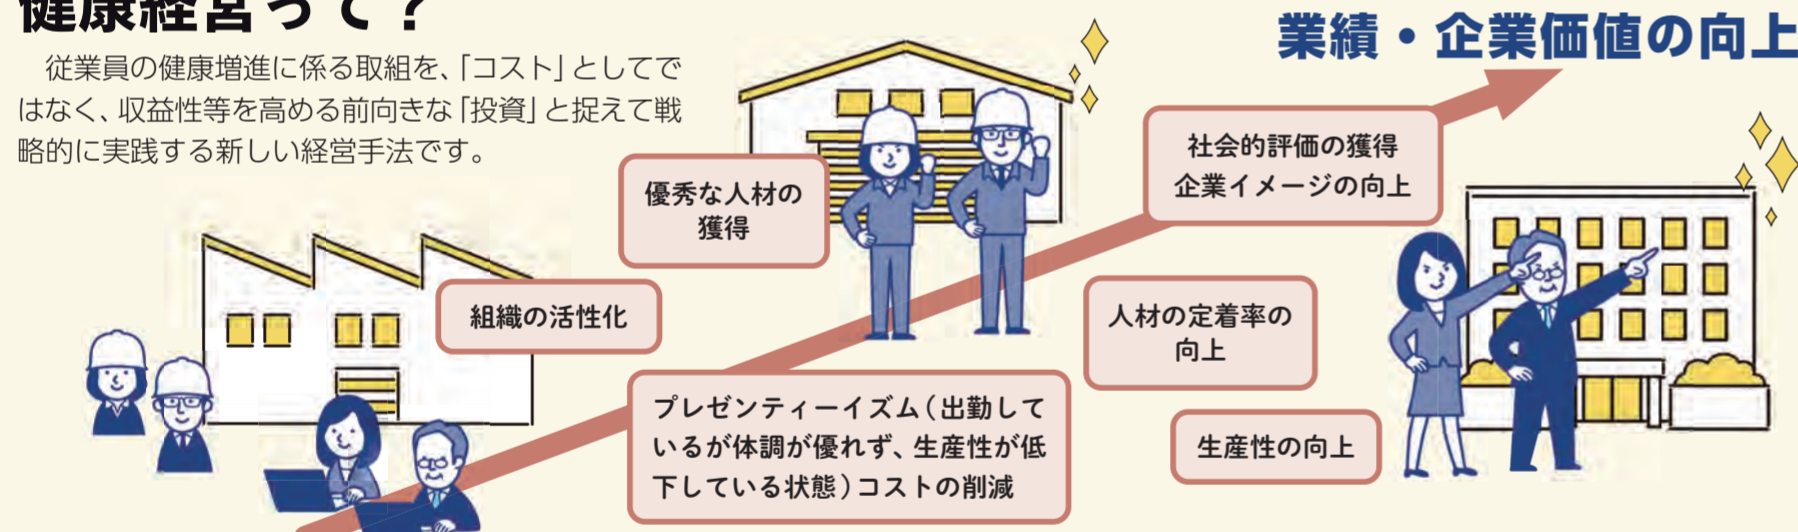 健康経営って？
従業員の健康増進に係る取組を、「コスト」としてで
はなく、収益性等を高める前向きな「投資」と捉えて戦
略的に実践する新しい経営手法です。
業績・企業価値の向上
社会的評価の獲得
企業イメージの向上
優秀な人材の
獲得
組織の活性化
人材の定着率の
向上
プレゼンティーイズム（出勤して
いるが体調が優れず、生産性が低
下している状態）コストの削減
生産性の向上